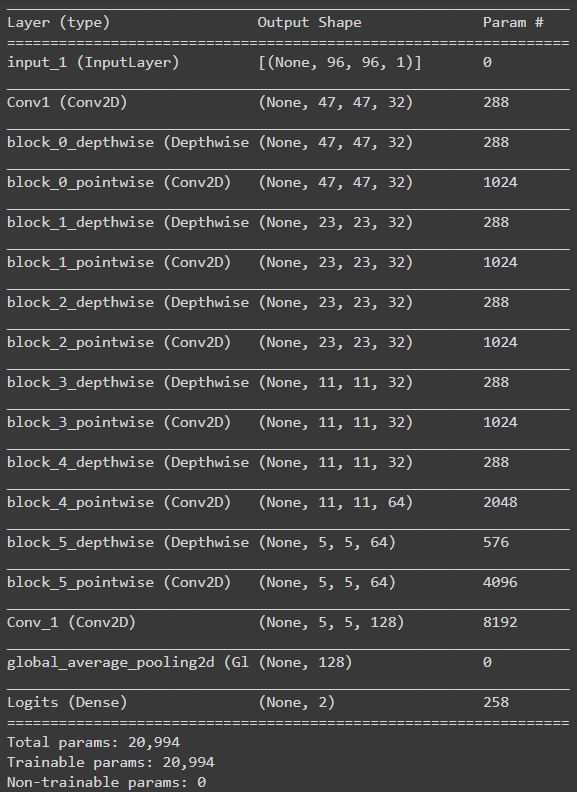 Layer (type) Output Shape Param #
=================================================================
input_1 (InputLayer) [(None, 96, 96, 1)] 0
Conv1 (Conv2D) (None, 47, 47, 32) 288
block_0_depthwise (Depthwise (None, 47, 47, 32) 288
block_0_pointwise (Conv2D) (None, 47, 47, 32) 1024
block_1_depthwise (Depthwise (None, 23, 23, 32) 288
block_1_pointwise (Conv2D) (None, 23, 23, 32) 1024
block_2_depthwise (Depthwise (None, 23, 23, 32) 288
block_2_pointwise (Conv2D) (None, 23, 23, 32) 1024
block_3_depthwise (Depthwise (None, 11, 11, 32) 288
block_3_pointwise (Conv2D) (None, 11, 11, 32) 1024
block_4_depthwise (Depthwise (None, 11, 11, 32) 288
block_4_pointwise (Conv2D) (None, 11, 11, 64) 2048
block_5_depthwise (Depthwise (None, 5, 5, 64) 576
block_5_pointwise (Conv2D) (None, 5, 5, 64) 4096
Conv_1 (Conv2D) (None, 5, 5, 128) 8192
global_average_pooling2d (Gl (None, 128) 0
Logits (Dense) (None, 2) 258
=================================================================
Total params: 20,994
Trainable params: 20,994
Non-trainable params: 0